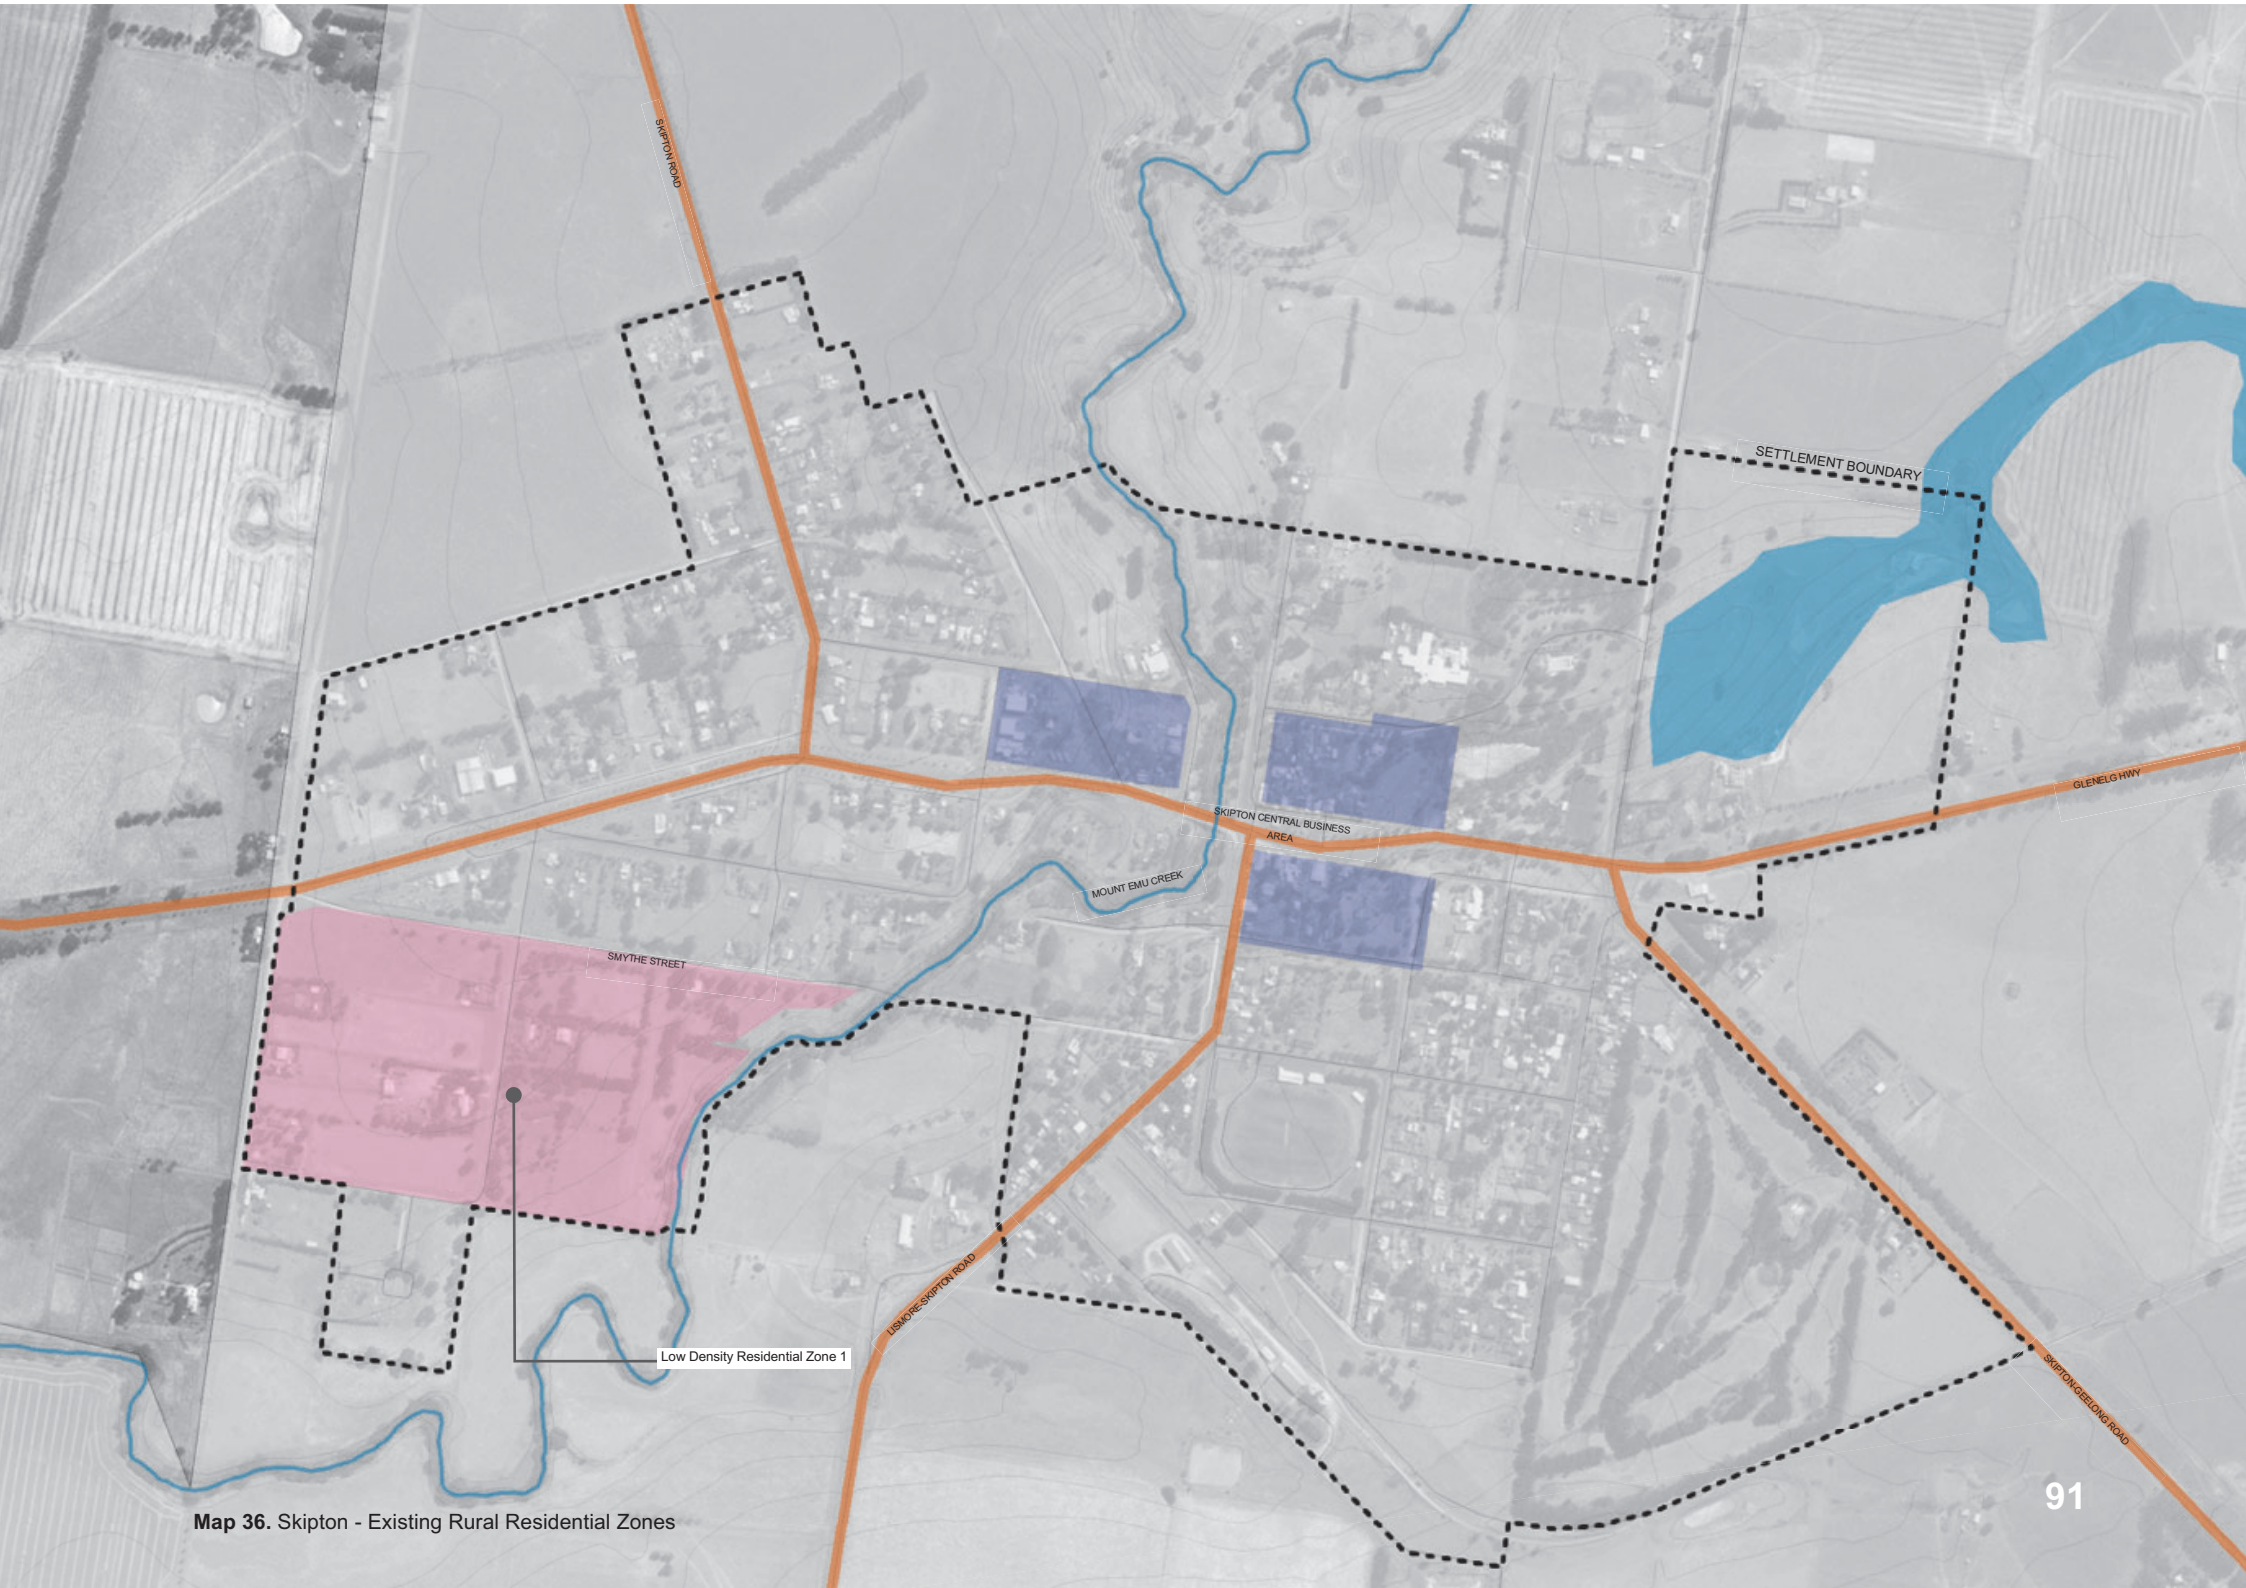 SKIPTON ROAD
SETTLEMENT BOUNDARY
GLENELG HWY
SKIPTON CENTRAL BUSINESS
AREA
MOUNT EMU CREEK
SMYTHE STREET
LISMORE-SKIPTON ROAD
Low Density Residential Zone 1
SKIPTON-GEELONG ROAD
91
Map 36. Skipton - Existing Rural Residential Zones